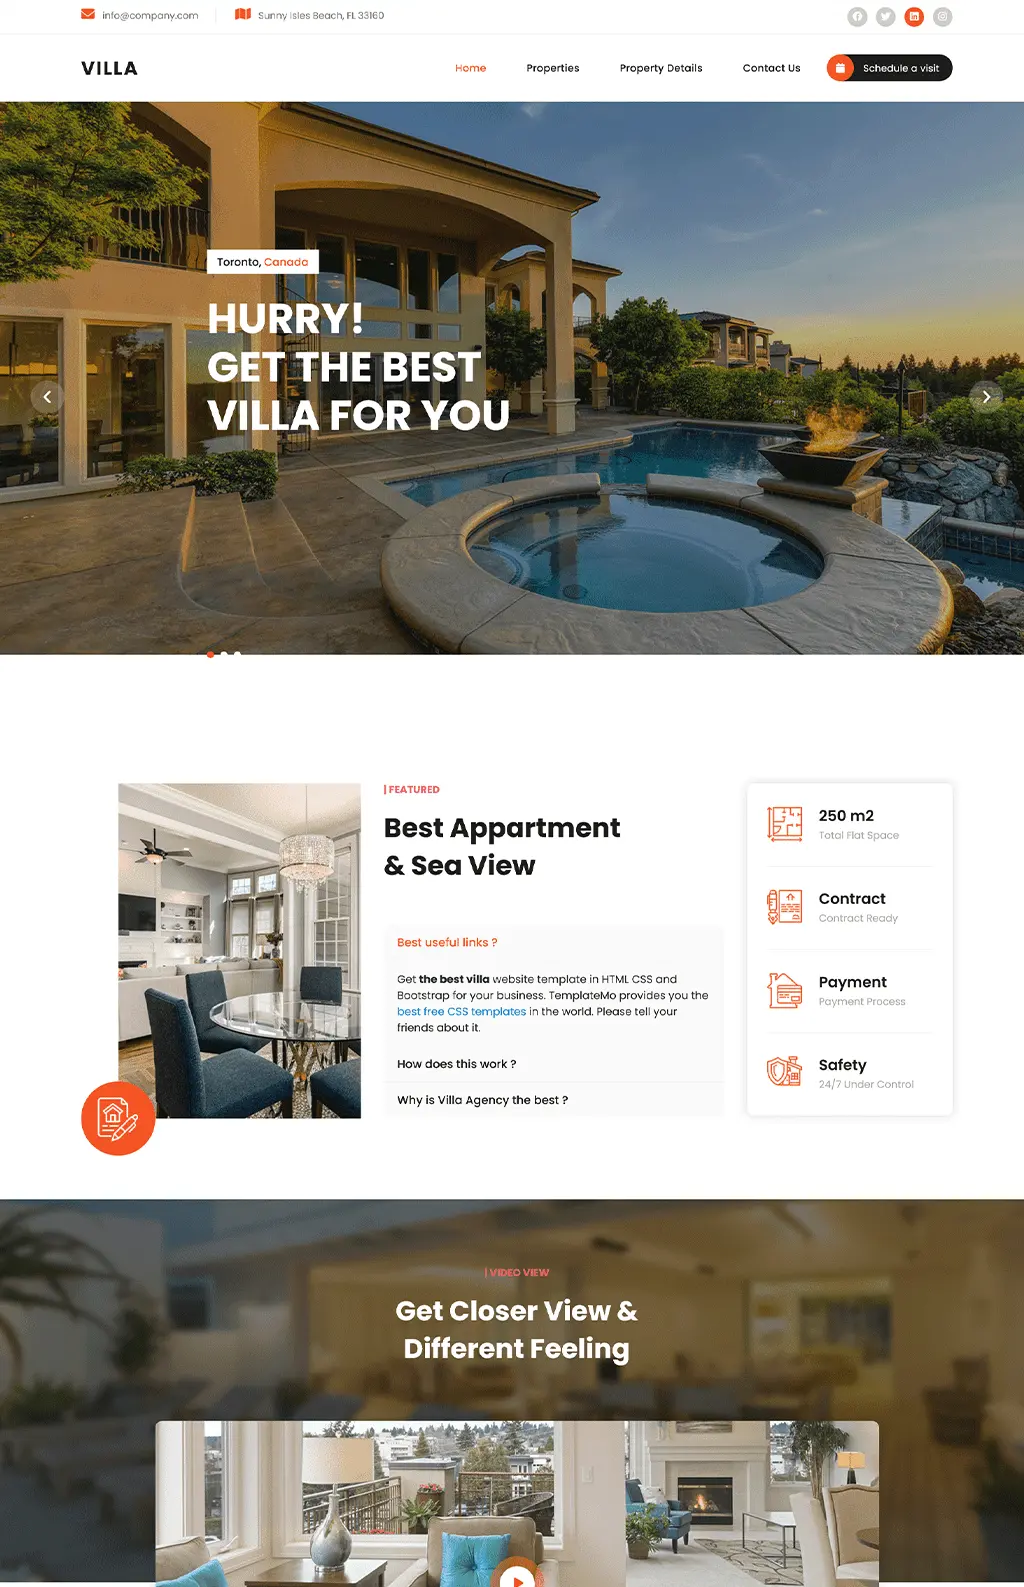 info@company.com
Sunny Isles Beach, FL 33160
VILLA
Home
Properties
Property Details
Contact Us
Schedule a visit
Toronto, Canada
HURRY!
GET THE BEST
VILLA FOR YOU
| FEATURED
Best Appartment
& Sea View
Best useful links ?
Get the best villa website template in HTML CSS and
Bootstrap for your business. TemplateMo provides you the
best free CSS templates in the world. Please tell your
friends about it.
How does this work ?
Why is Villa Agency the best ?
250 m2
Total Flat Space
Contract
Contract Ready
Payment
Payment Process
Safety
24/7 Under Control
| VIDEO VIEW
Get Closer View &
Different Feeling